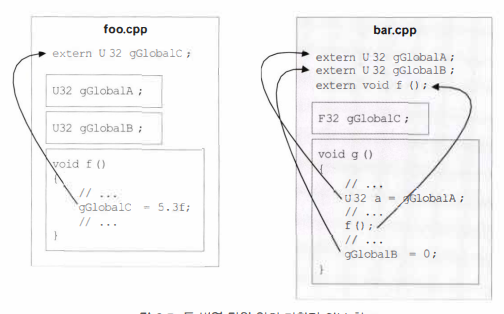 foo.cpp
extern U32 gGlobalC;
U32 gGlobalA;
U32 gGlobalB;
void f()
{
// ...
gGlobalC = 5.3f;
// ...
}
bar.cpp
extern U32 gGlobalA;
extern U32 gGlobalB;
extern void f();
F32 gGlobalC;
void g()
{
// ...
U32 a = gGlobalA;
// ...
f();
// ...
gGlobalB = 0;
}